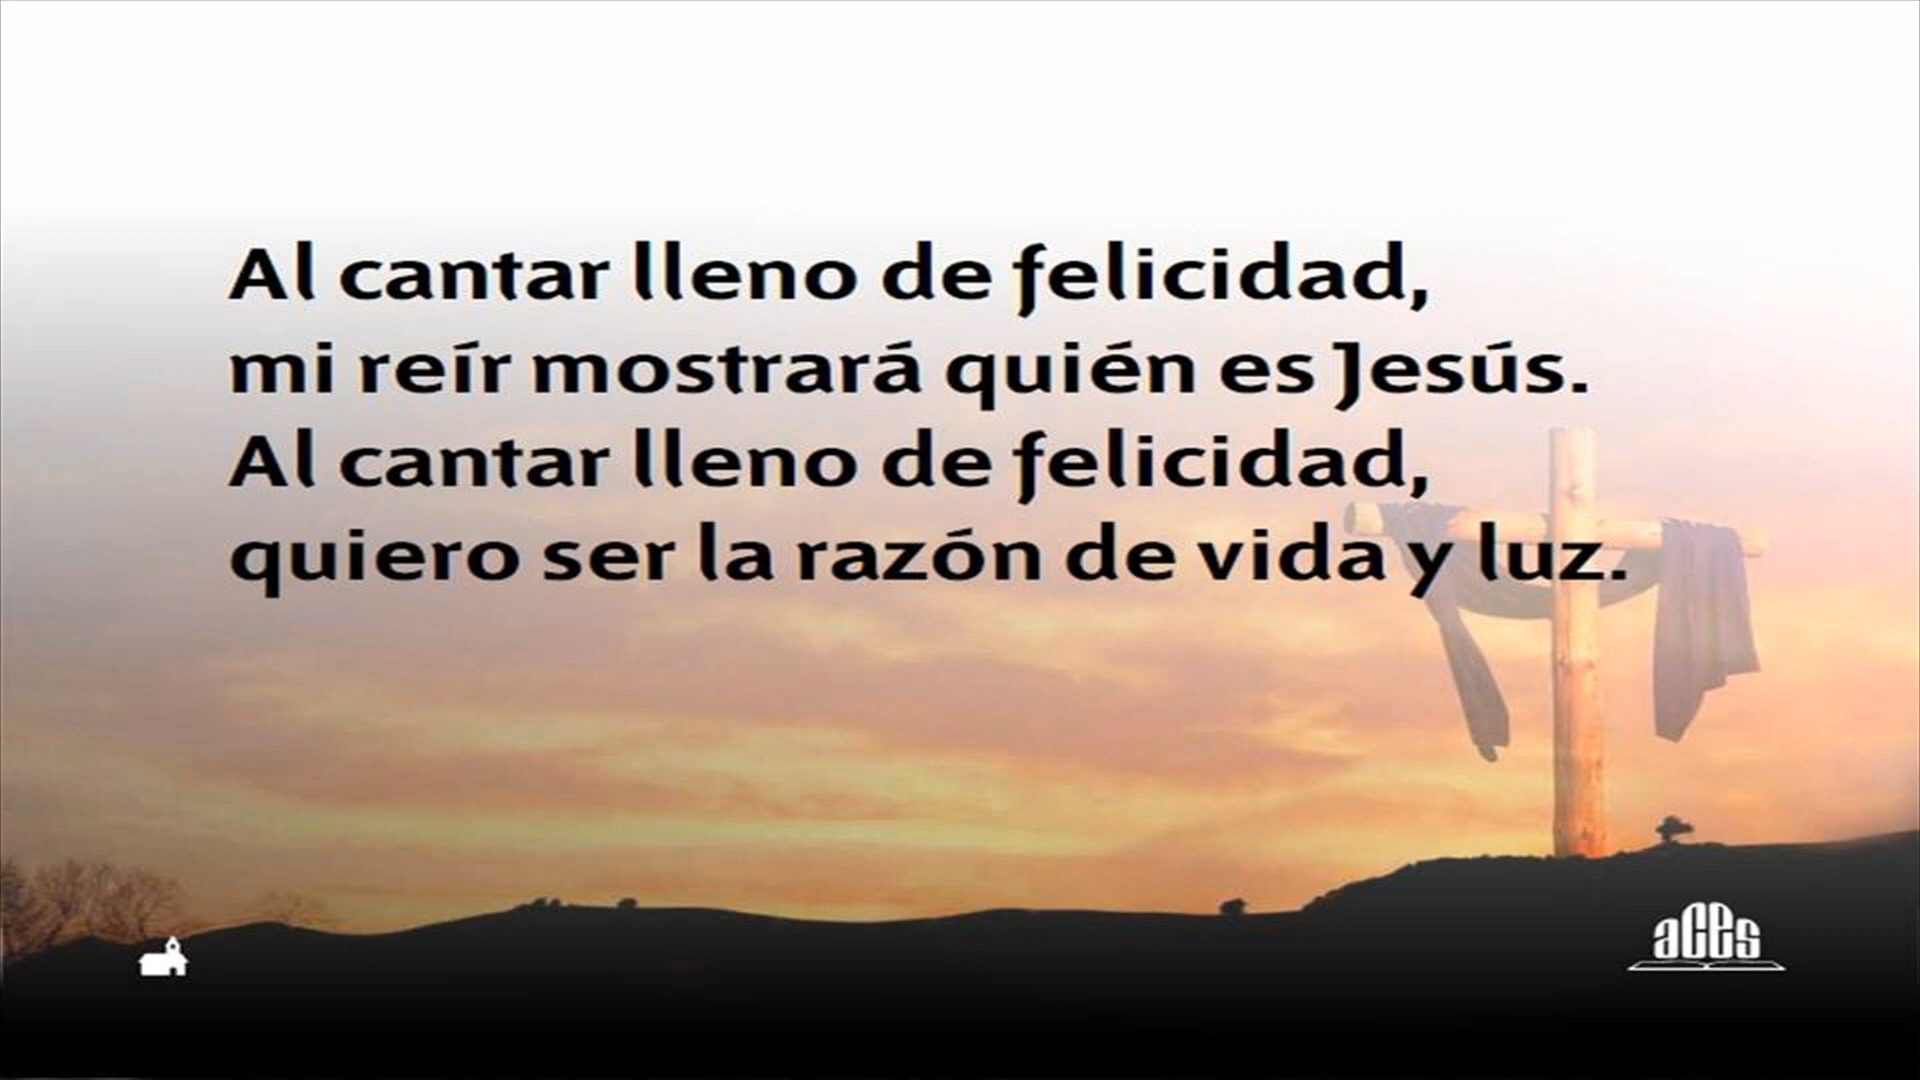 Al cantar lleno de felicidad,
mi reír mostrará quién es Jesús.
Al cantar lleno de felicidad,
quiero ser la razón de vida y luz.
aces